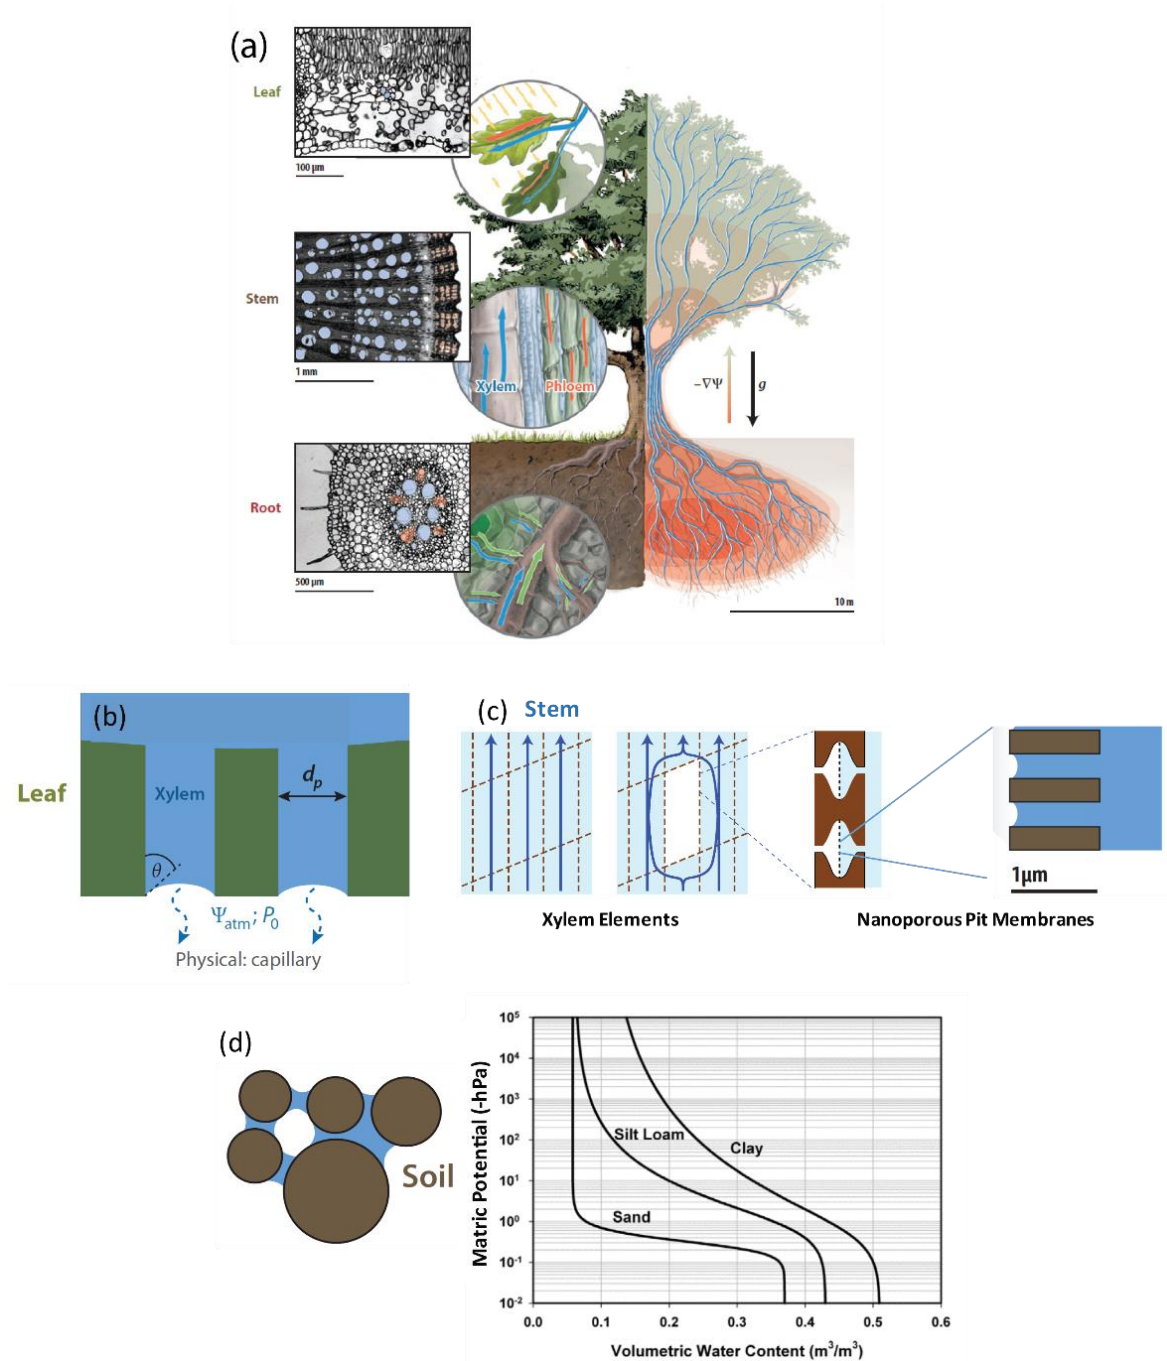 (a)
Leaf
100 µm
Stem
1 mm
Xylem
Phloem
−∇Ψ
g
Root
500 µm
10 m
(b)
Leaf
Xylem
dp
θ
Ψatm; P0
Physical: capillary
(c) Stem
Xylem Elements
1µm
Nanoporous Pit Membranes
(d)
Soil
Matric Potential (-hPa)
10^5
10^4
10^3
10^2
10^1
10^0
10^-1
10^-2
Silt Loam
Clay
Sand
0.0 0.1 0.2 0.3 0.4 0.5 0.6
Volumetric Water Content (m^3/m^3)